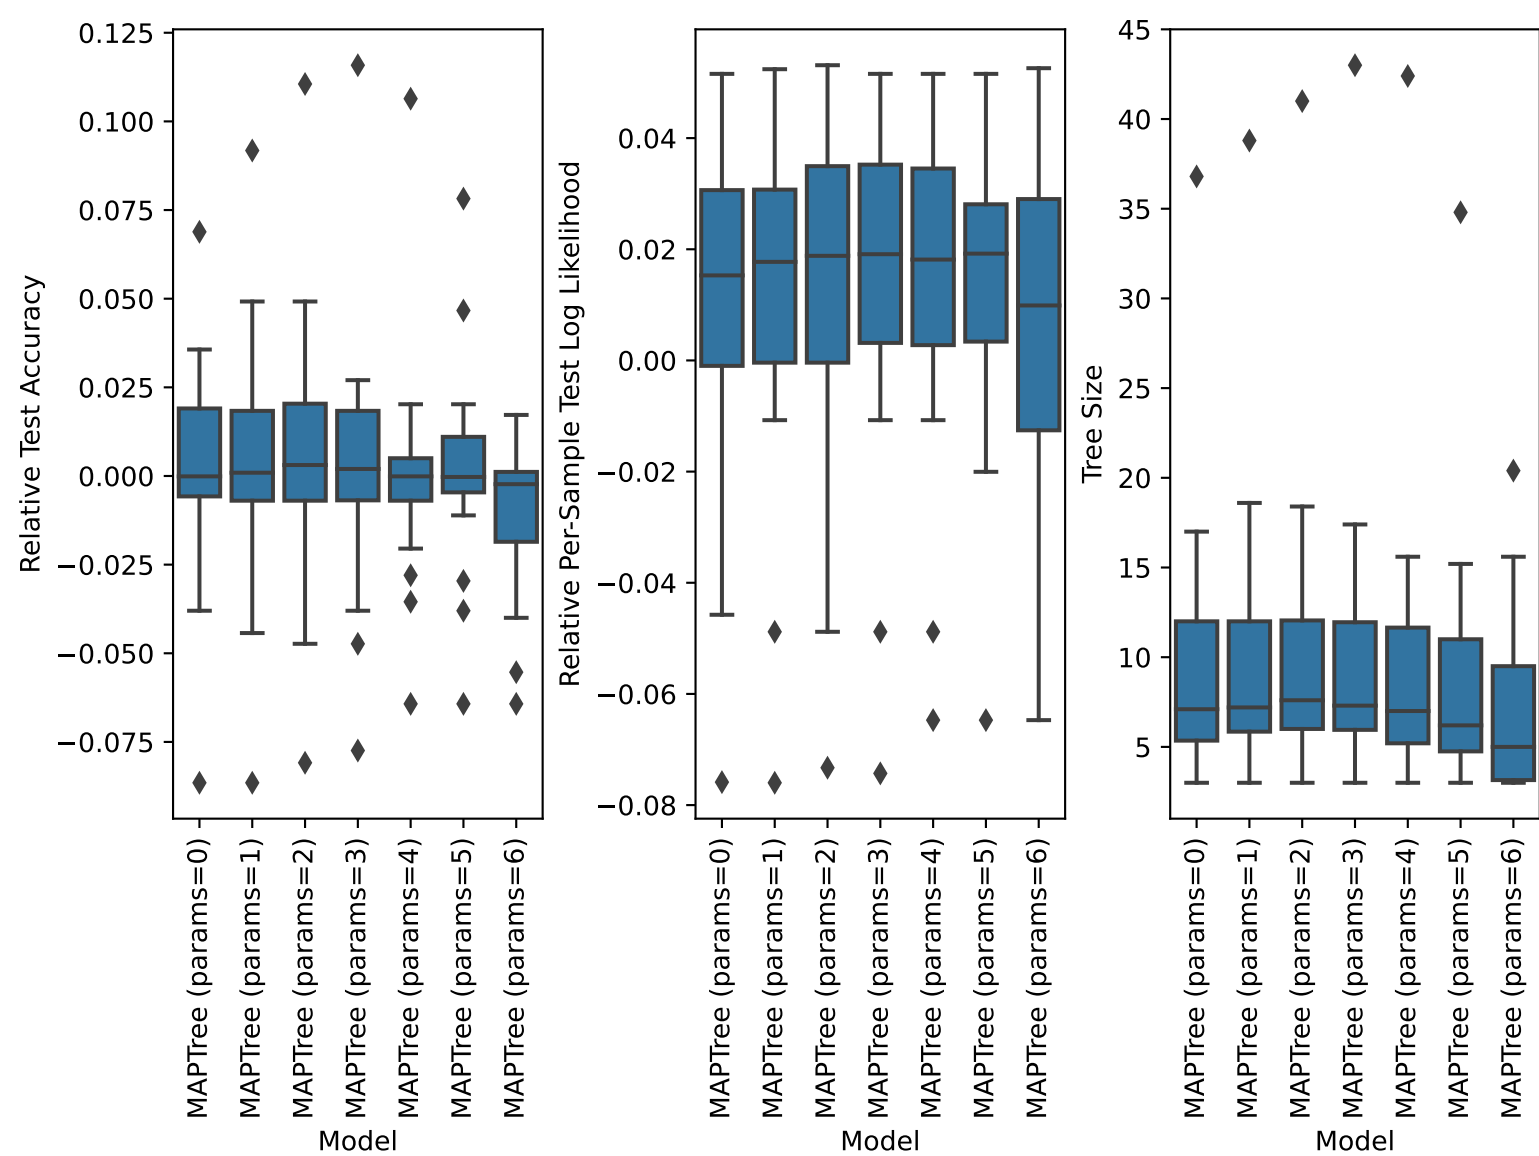 Relative Test Accuracy
0.125
0.100
0.075
0.050
0.025
0.000
−0.025
−0.050
−0.075
MAPTree (params=0)
MAPTree (params=1)
MAPTree (params=2)
MAPTree (params=3)
MAPTree (params=4)
MAPTree (params=5)
MAPTree (params=6)
Model
Relative Per-Sample Test Log Likelihood
0.04
0.02
0.00
−0.02
−0.04
−0.06
−0.08
MAPTree (params=0)
MAPTree (params=1)
MAPTree (params=2)
MAPTree (params=3)
MAPTree (params=4)
MAPTree (params=5)
MAPTree (params=6)
Model
Tree Size
45
40
35
30
25
20
15
10
5
MAPTree (params=0)
MAPTree (params=1)
MAPTree (params=2)
MAPTree (params=3)
MAPTree (params=4)
MAPTree (params=5)
MAPTree (params=6)
Model